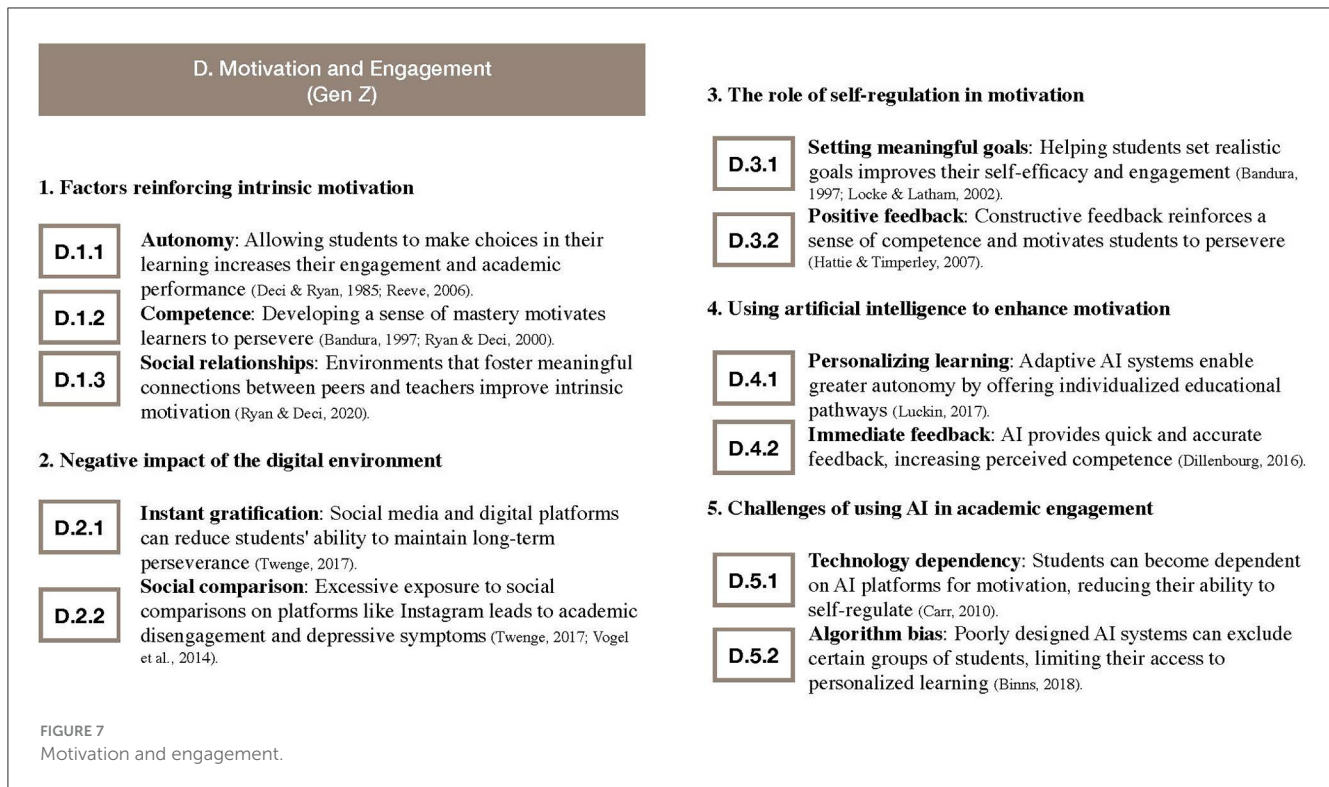 D. Motivation and Engagement
(Gen Z)
1. Factors reinforcing intrinsic motivation
D.1.1
Autonomy: Allowing students to make choices in their
learning increases their engagement and academic
performance (Deci & Ryan, 1985; Reeve, 2006).
D.1.2
Competence: Developing a sense of mastery motivates
learners to persevere (Bandura, 1997; Ryan & Deci, 2000).
D.1.3
Social relationships: Environments that foster meaningful
connections between peers and teachers improve intrinsic
motivation (Ryan & Deci, 2020).
2. Negative impact of the digital environment
D.2.1
Instant gratification: Social media and digital platforms
can reduce students' ability to maintain long-term
perseverance (Twenge, 2017).
D.2.2
Social comparison: Excessive exposure to social
comparisons on platforms like Instagram leads to academic
disengagement and depressive symptoms (Twenge, 2017; Vogel
et al., 2014).
3. The role of self-regulation in motivation
D.3.1
Setting meaningful goals: Helping students set realistic
goals improves their self-efficacy and engagement (Bandura,
1997; Locke & Latham, 2002).
D.3.2
Positive feedback: Constructive feedback reinforces a
sense of competence and motivates students to persevere
(Hattie & Timperley, 2007).
4. Using artificial intelligence to enhance motivation
D.4.1
Personalizing learning: Adaptive AI systems enable
greater autonomy by offering individualized educational
pathways (Luckin, 2017).
D.4.2
Immediate feedback: AI provides quick and accurate
feedback, increasing perceived competence (Dillenbourg, 2016).
5. Challenges of using AI in academic engagement
D.5.1
Technology dependency: Students can become dependent
on AI platforms for motivation, reducing their ability to
self-regulate (Carr, 2010).
D.5.2
Algorithm bias: Poorly designed AI systems can exclude
certain groups of students, limiting their access to
personalized learning (Binns, 2018).
FIGURE 7
Motivation and engagement.